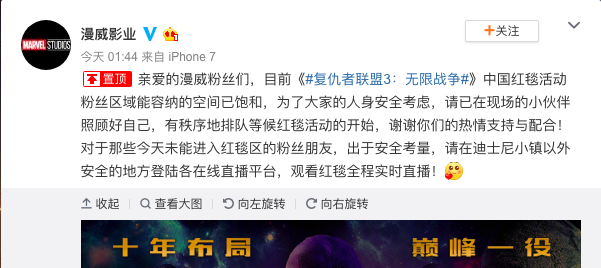 MARVEL STUDIOS
漫威影业
+关注
今天 01:44 来自 iPhone 7
置顶 亲爱的漫威粉丝们，目前《#复仇者联盟3：无限战争#》中国红毯活动
粉丝区域能容纳的空间已饱和，为了大家的人身安全考虑，请已在现场的小伙伴
照顾好自己，有秩序地排队等候红毯活动的开始，谢谢你们的热情支持与配合！
对于那些今天未能进入红毯区的粉丝朋友，出于安全考量，请在迪士尼小镇以外
安全的地方登陆各在线直播平台，观看红毯全程实时直播！
收起 查看大图 向左旋转 向右旋转
十年布局 巅峰一役